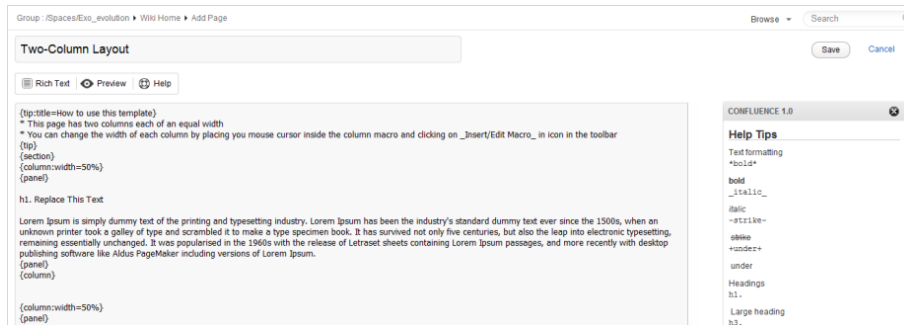 Group : /Spaces/Exo_evolution ▸ Wiki Home ▸ Add Page
Browse
Search
Two-Column Layout
Save
Cancel
Rich Text
Preview
Help
{tip:title=How to use this template}
* This page has two columns each of an equal width
* You can change the width of each column by placing you mouse cursor inside the column macro and clicking on _Insert/Edit Macro_ in icon in the toolbar
{tip}
{section}
{column:width=50%}
{panel}
h1. Replace This Text
Lorem Ipsum is simply dummy text of the printing and typesetting industry. Lorem Ipsum has been the industry's standard dummy text ever since the 1500s, when an
unknown printer took a galley of type and scrambled it to make a type specimen book. It has survived not only five centuries, but also the leap into electronic typesetting,
remaining essentially unchanged. It was popularised in the 1960s with the release of Letraset sheets containing Lorem Ipsum passages, and more recently with desktop
publishing software like Aldus PageMaker including versions of Lorem Ipsum.
{panel}
{column}
{column:width=50%}
{panel}
CONFLUENCE 1.0
Help Tips
Text formatting
*bold*
bold
_italic_
italic
-strike-
strike
+under+
under
Headings
h1.
Large heading
h3.